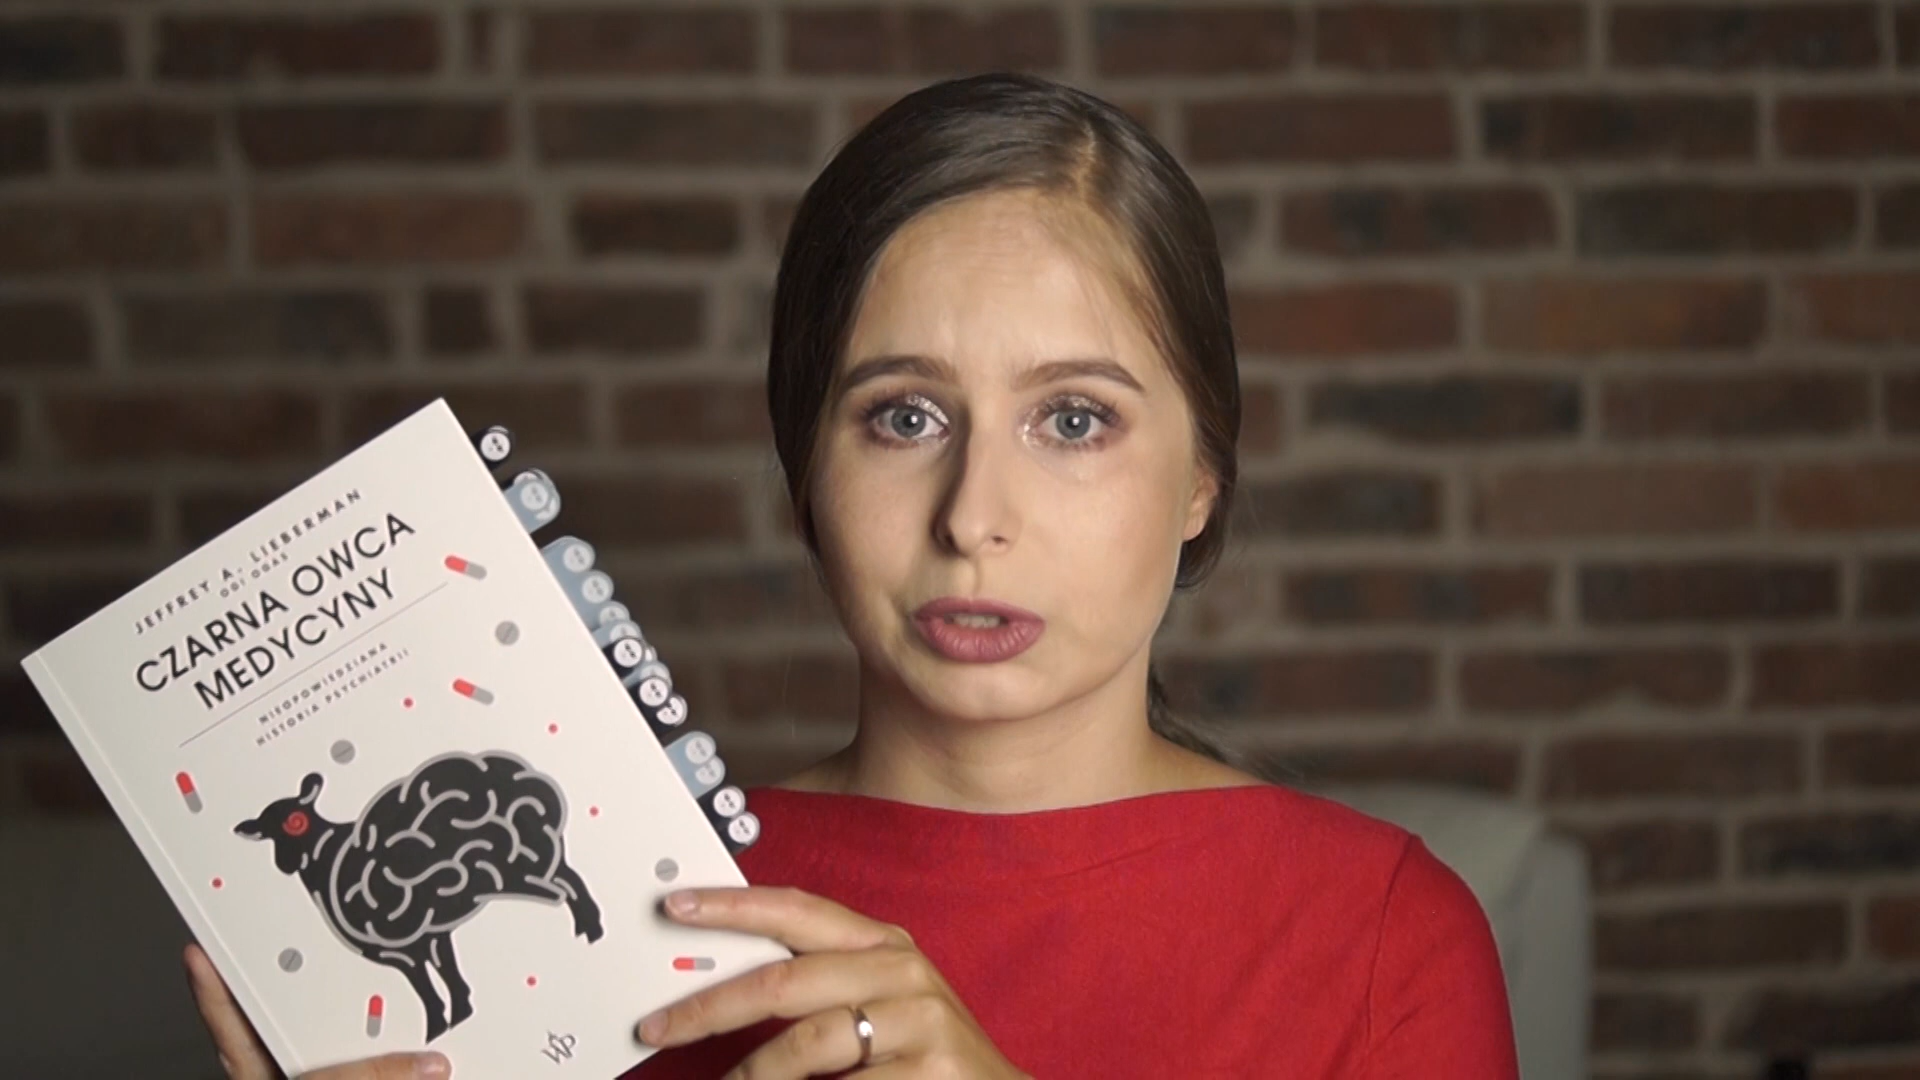 JEFFREY A. LIEBERMAN
OGI OGAS
CZARNA OWCA
MEDYCYNY
NIEOPOWIEDZIANA
HISTORIA PSYCHIATRII